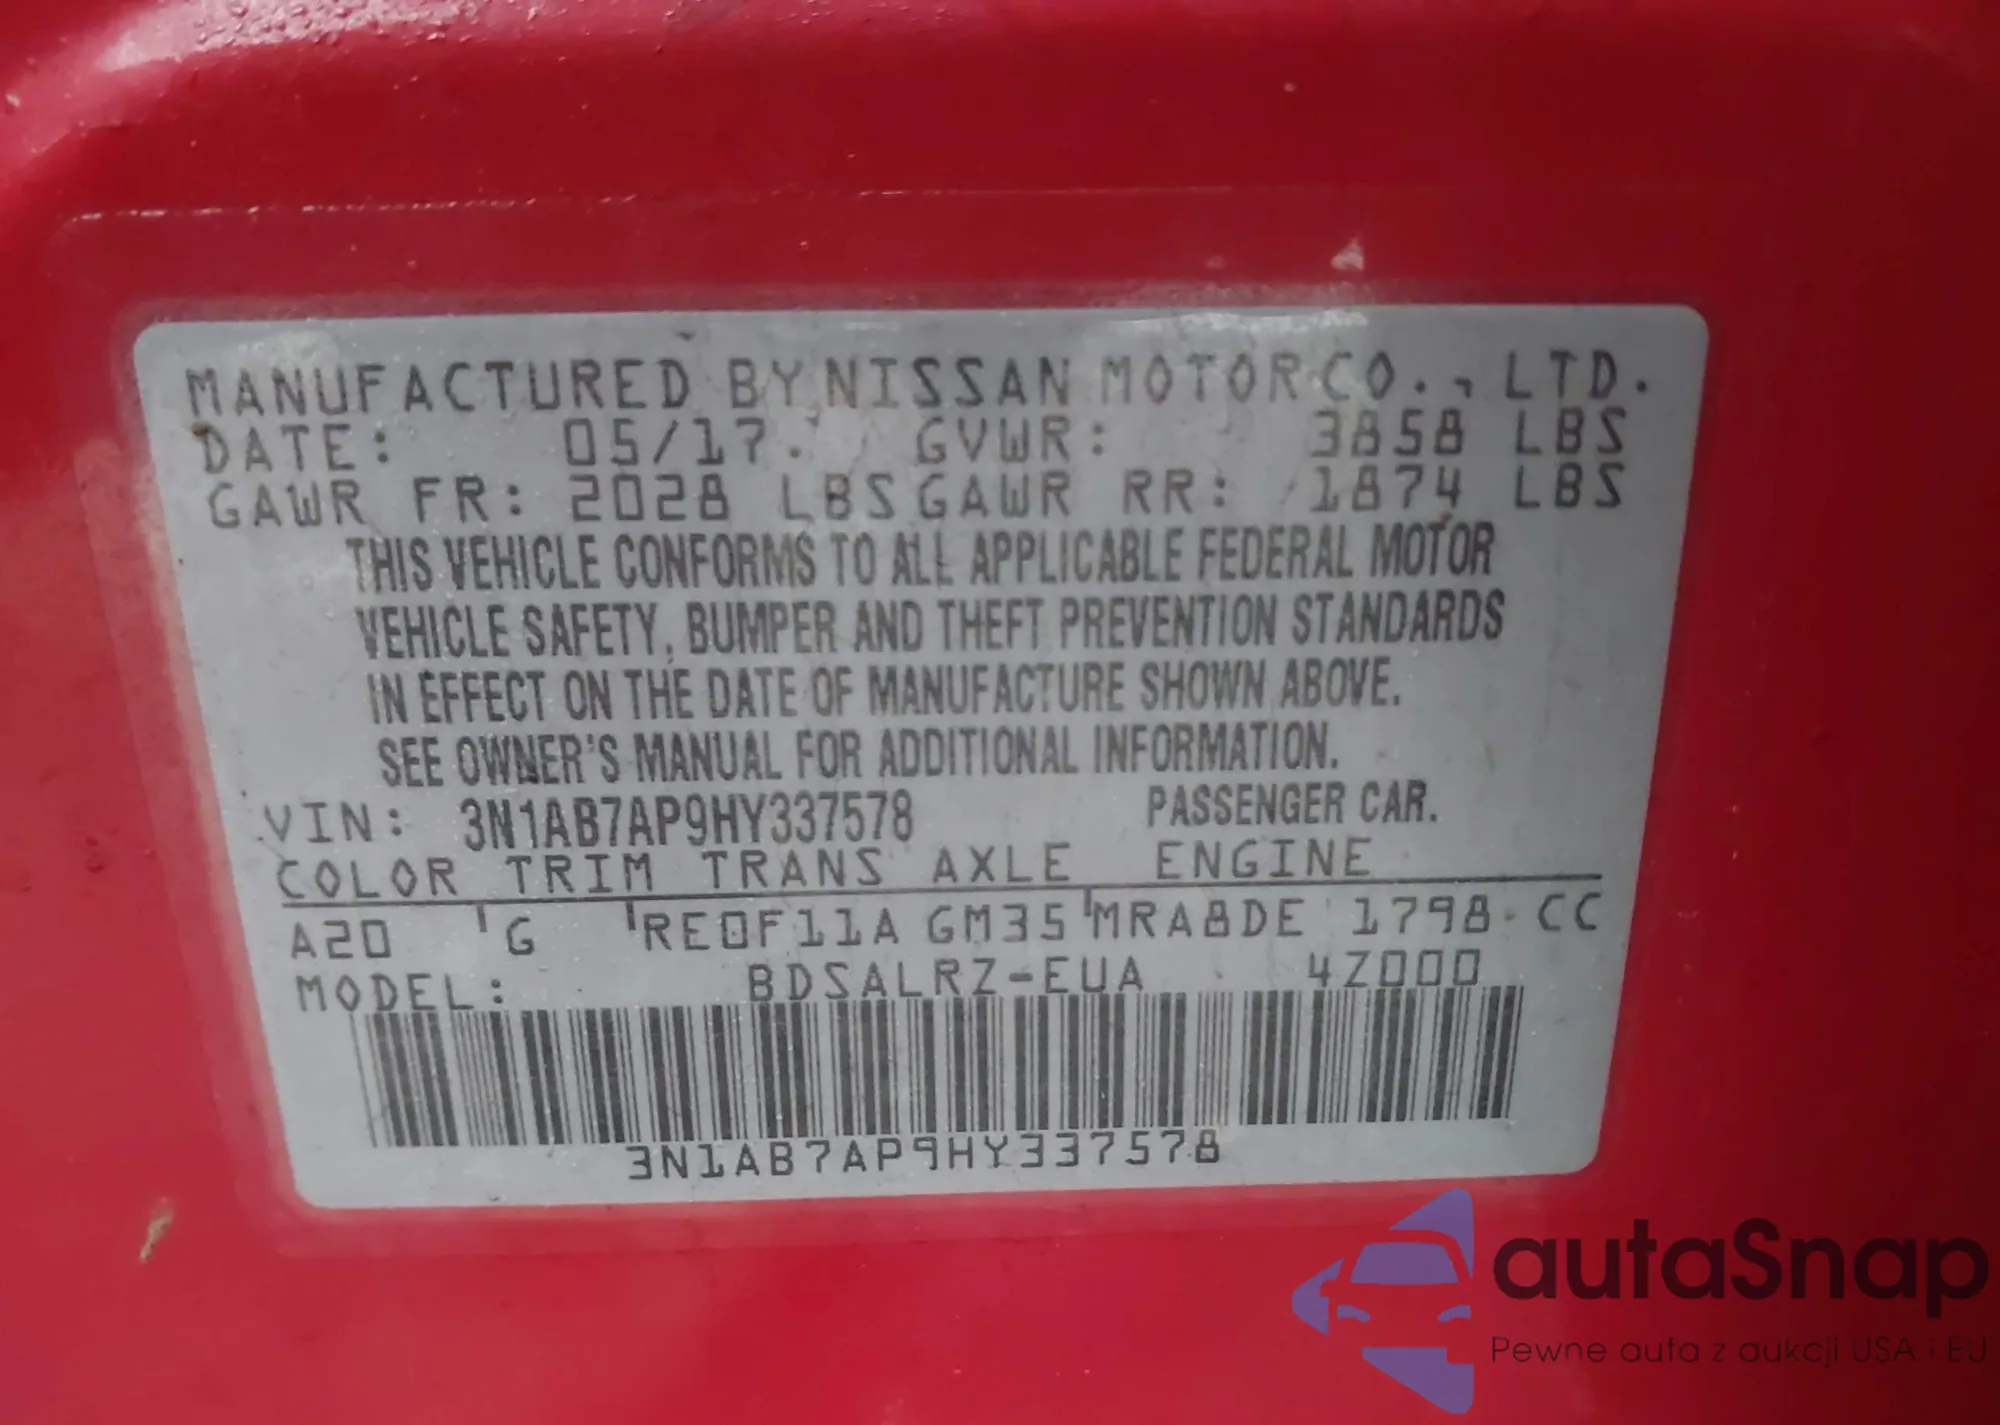 MANUFACTURED BY NISSAN MOTOR CO., LTD.
DATE: 05/17 GVWR: 3858 LBS
GAWR FR: 2028 LBS GAWR RR: 1874 LBS
THIS VEHICLE CONFORMS TO ALL APPLICABLE FEDERAL MOTOR
VEHICLE SAFETY, BUMPER AND THEFT PREVENTION STANDARDS
IN EFFECT ON THE DATE OF MANUFACTURE SHOWN ABOVE.
SEE OWNER'S MANUAL FOR ADDITIONAL INFORMATION.
VIN: 3N1AB7AP9HY337578 PASSENGER CAR.
COLOR TRIM TRANS AXLE ENGINE
A20 G RE0F11A GM35 MRA8DE 1798 CC
MODEL: BDSALRZ-EUA 4Z000
3N1AB7AP9HY337578
autaSnap
Pewne auta z aukcji USA i EU